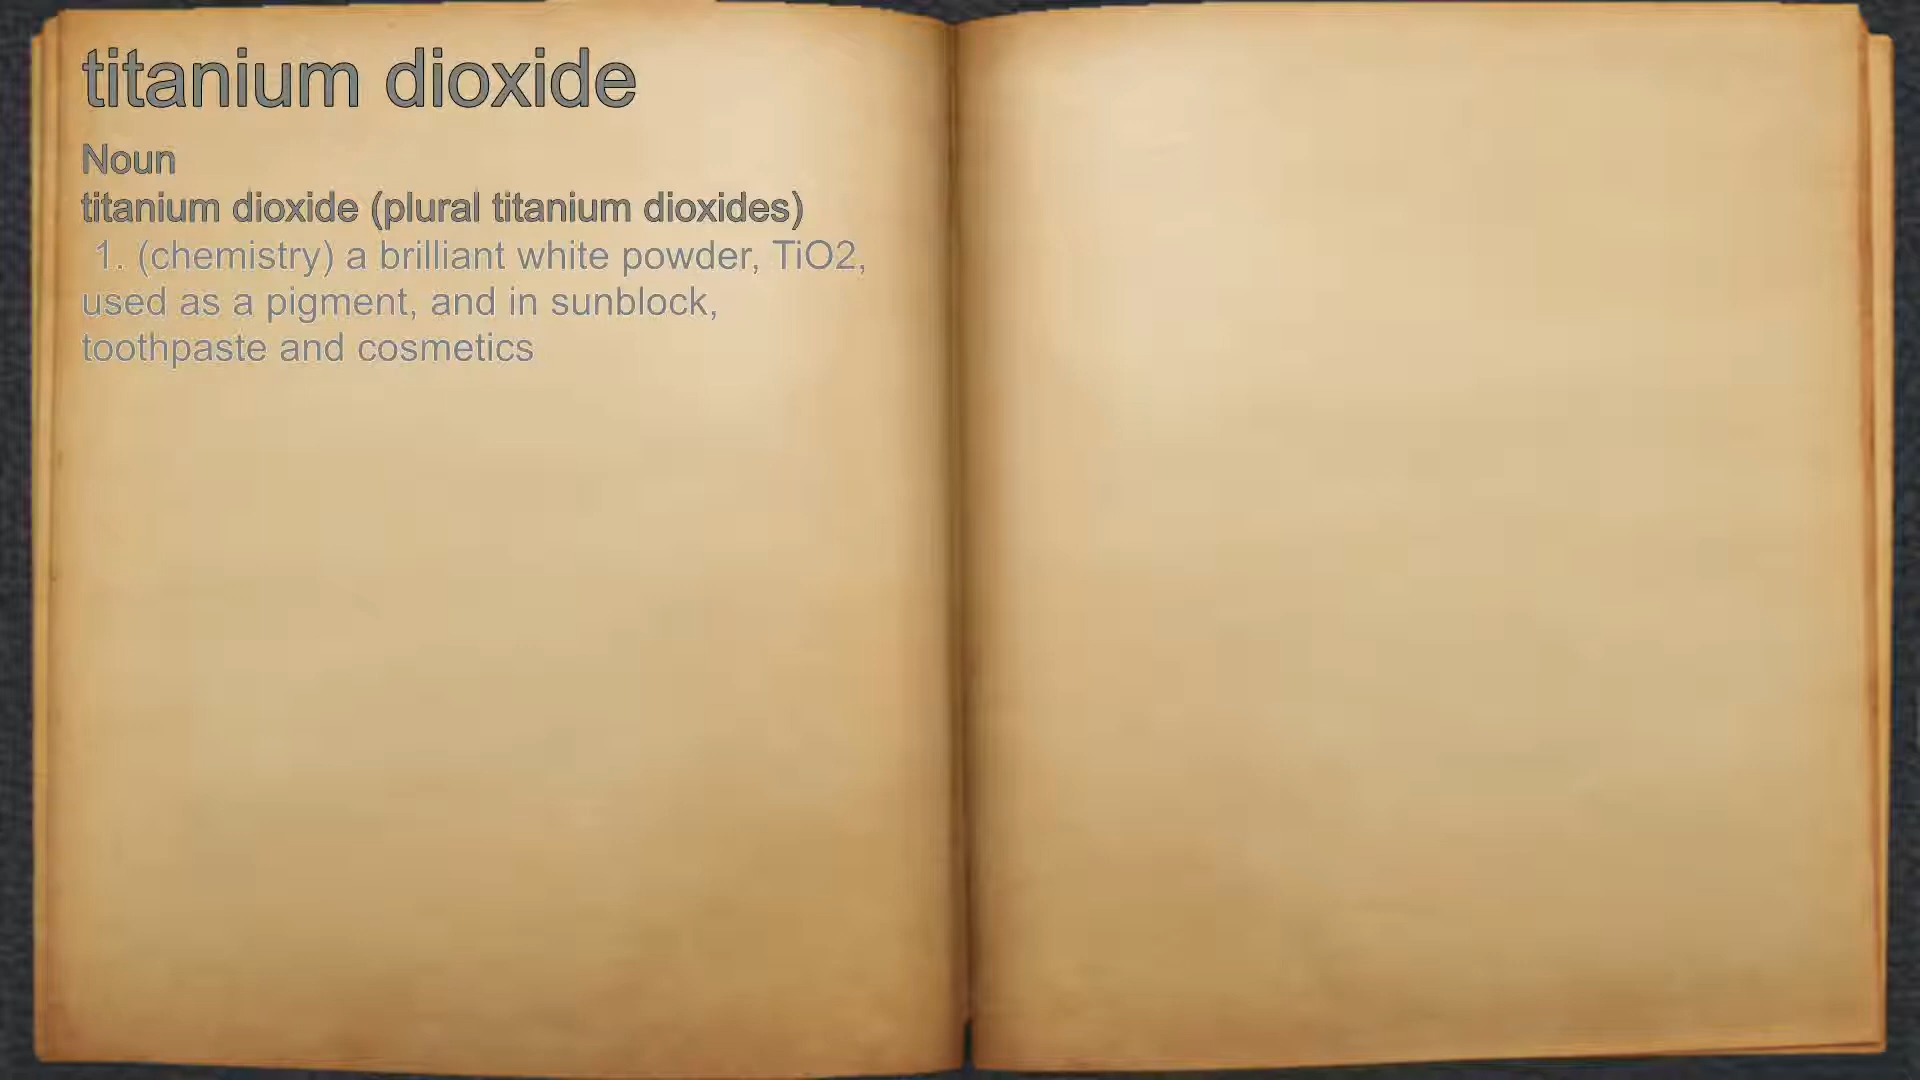 titanium dioxide
Noun
titanium dioxide (plural titanium dioxides)
1. (chemistry) a brilliant white powder, TiO2,
used as a pigment, and in sunblock,
toothpaste and cosmetics